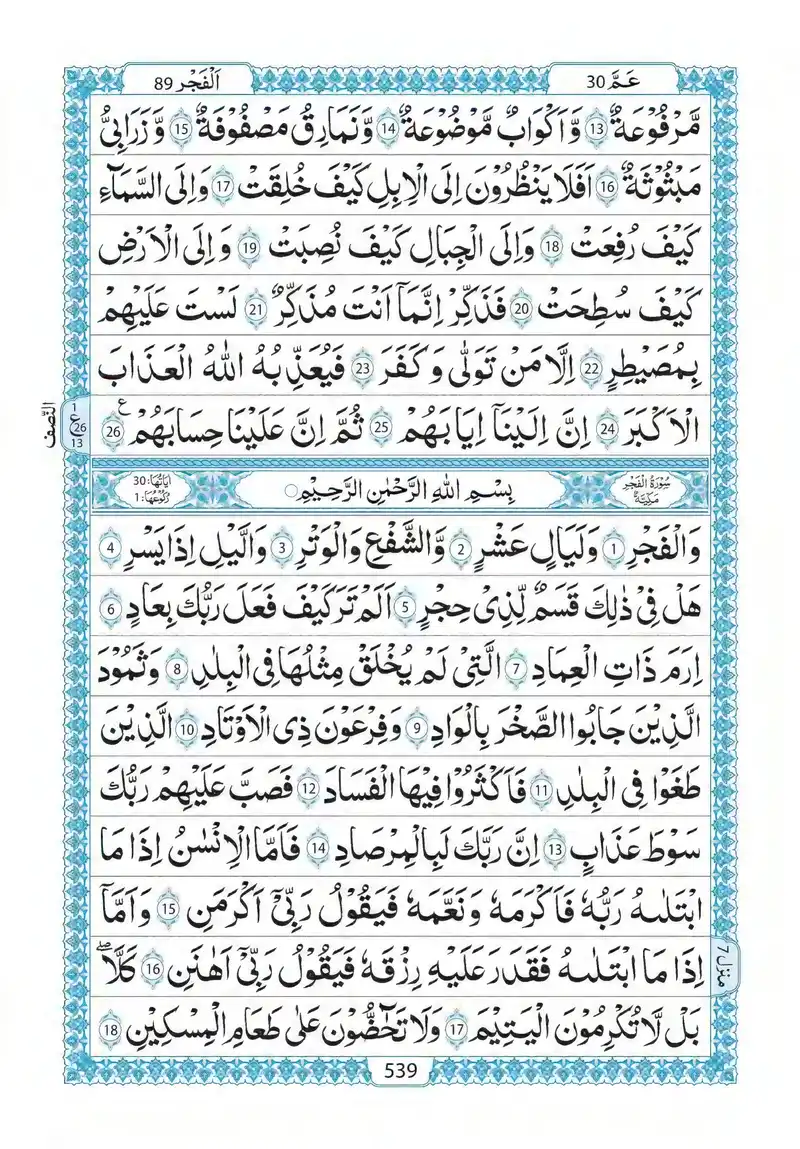 عَمَّ 30
اَلْفَجْر 89
مَّرْفُوْعَةٌ ۙ 13 وَّ اَكْوَابٌ مَّوْضُوْعَةٌ ۙ 14 وَّ نَمَارِقُ مَصْفُوْفَةٌ ۙ 15 وَّ زَرَابِیُّ
مَبْثُوْثَةٌ ؕ 16 اَفَلَا یَنْظُرُوْنَ اِلَى الْاِبِلِ كَیْفَ خُلِقَتْ 17 وَ اِلَى السَّمَآءِ
كَیْفَ رُفِعَتْ 18 وَ اِلَى الْجِبَالِ كَیْفَ نُصِبَتْ 19 وَ اِلَى الْاَرْضِ
كَیْفَ سُطِحَتْ 20 فَذَكِّرْ اِنَّمَاۤ اَنْتَ مُذَكِّرٌ 21 لَسْتَ عَلَیْهِمْ
بِمُصَۜیْطِرٍ 22 اِلَّا مَنْ تَوَلّٰى وَ كَفَرَ 23 فَیُعَذِّبُهُ اللّٰهُ الْعَذَابَ
الْاَكْبَرَ 24 اِنَّ اِلَیْنَاۤ اِیَابَهُمْ 25 ثُمَّ اِنَّ عَلَیْنَا حِسَابَهُمْ 26 ع
النّصف
1
ع 26
13
سُوْرَةُ الْفَجْرِ
مَكِّیَّةٌ
بِسْمِ اللّٰهِ الرَّحْمٰنِ الرَّحِیْمِ
اٰیَاتُهَا: 30
رُكُوْعُهَا: 1
وَ الْفَجْرِ 1 وَ لَیَالٍ عَشْرٍ 2 وَّ الشَّفْعِ وَ الْوَتْرِ 3 وَ الَّیْلِ اِذَا یَسْرِ 4
هَلْ فِیْ ذٰلِكَ قَسَمٌ لِّذِیْ حِجْرٍ 5 اَلَمْ تَرَ كَیْفَ فَعَلَ رَبُّكَ بِعَادٍ 6
اِرَمَ ذَاتِ الْعِمَادِ 7 الَّتِیْ لَمْ یُخْلَقْ مِثْلُهَا فِی الْبِلَادِ 8 وَ ثَمُوْدَ
الَّذِیْنَ جَابُوا الصَّخْرَ بِالْوَادِ 9 وَ فِرْعَوْنَ ذِی الْاَوْتَادِ 10 الَّذِیْنَ
طَغَوْا فِی الْبِلَادِ 11 فَاَكْثَرُوْا فِیْهَا الْفَسَادَ 12 فَصَبَّ عَلَیْهِمْ رَبُّكَ
سَوْطَ عَذَابٍ 13 اِنَّ رَبَّكَ لَبِالْمِرْصَادِ 14 فَاَمَّا الْاِنْسٰنُ اِذَا مَا
ابْتَلٰىهُ رَبُّهٗ فَاَكْرَمَهٗ وَ نَعَّمَهٗ فَیَقُوْلُ رَبِّیْۤ اَكْرَمَنِ 15 وَ اَمَّاۤ
اِذَا مَا ابْتَلٰىهُ فَقَدَرَ عَلَیْهِ رِزْقَهٗ فَیَقُوْلُ رَبِّیْۤ اَهٰنَنِ 16 كَلَّا
منزل 7
بَلْ لَّا تُكْرِمُوْنَ الْیَتِیْمَ 17 وَ لَا تَحٰٓضُّوْنَ عَلٰى طَعَامِ الْمِسْكِیْنِ 18
539